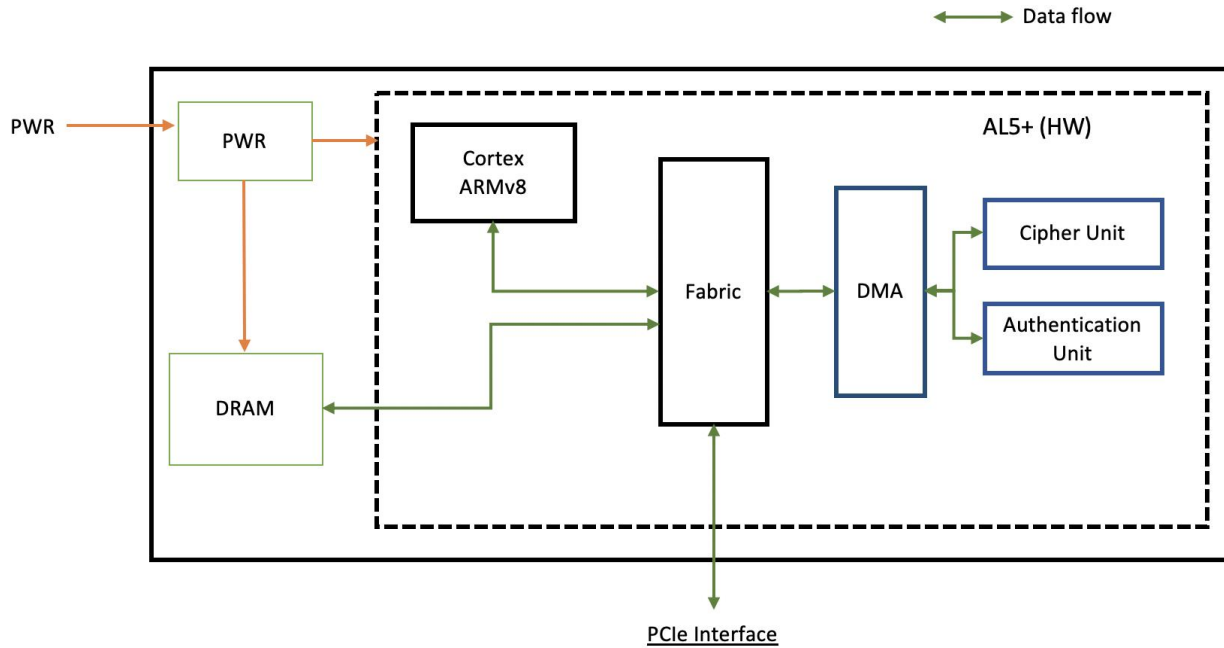 Data flow
PWR
PWR
AL5+ (HW)
Cortex
ARMv8
Fabric
DMA
Cipher Unit
Authentication
Unit
DRAM
PCIe Interface